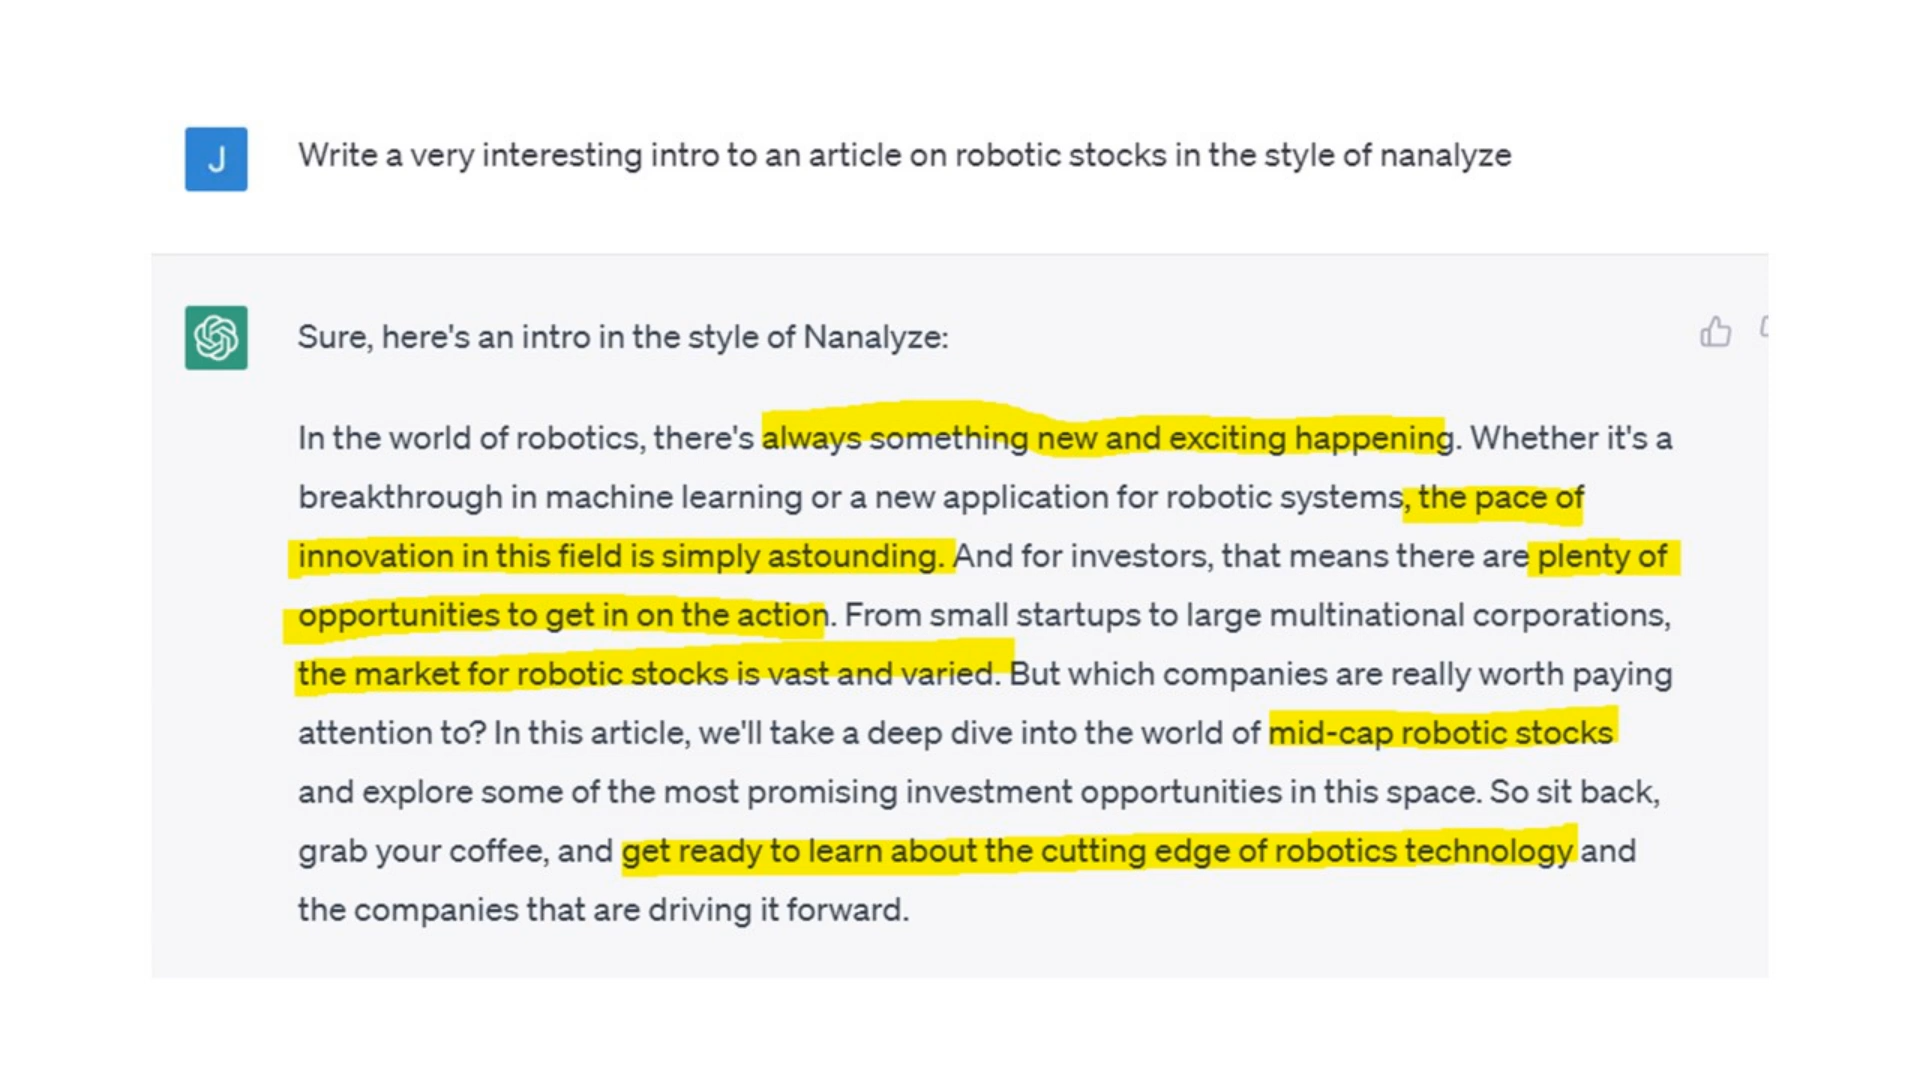 J
Write a very interesting intro to an article on robotic stocks in the style of nanalyze
Sure, here's an intro in the style of Nanalyze:
In the world of robotics, there's always something new and exciting happening. Whether it's a
breakthrough in machine learning or a new application for robotic systems, the pace of
innovation in this field is simply astounding. And for investors, that means there are plenty of
opportunities to get in on the action. From small startups to large multinational corporations,
the market for robotic stocks is vast and varied. But which companies are really worth paying
attention to? In this article, we'll take a deep dive into the world of mid-cap robotic stocks
and explore some of the most promising investment opportunities in this space. So sit back,
grab your coffee, and get ready to learn about the cutting edge of robotics technology and
the companies that are driving it forward.